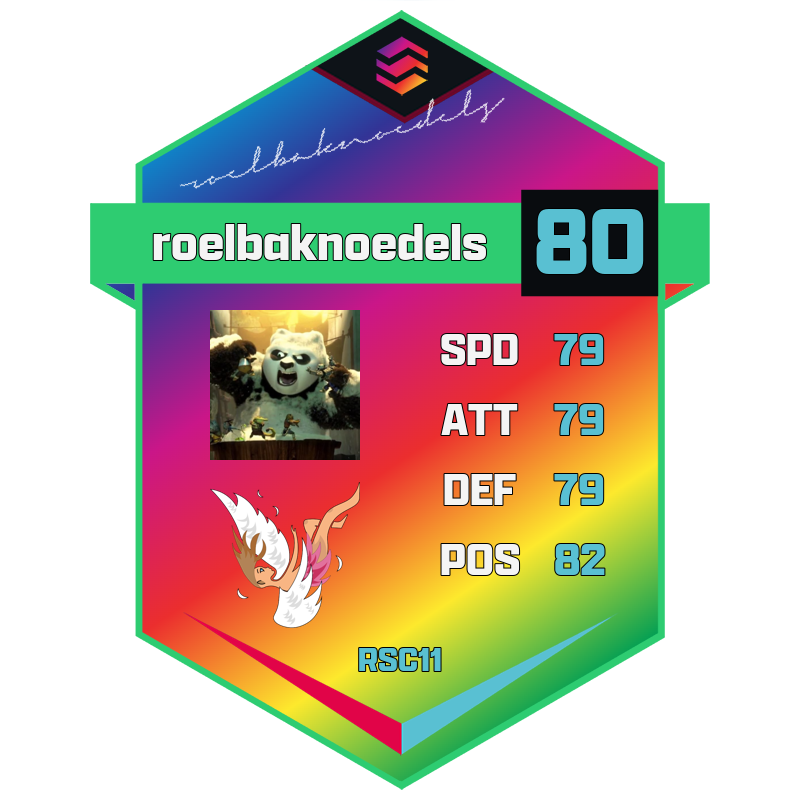 roelbaknoedels
roelbaknoedels 80
SPD 79
ATT 79
DEF 79
POS 82
RSC11